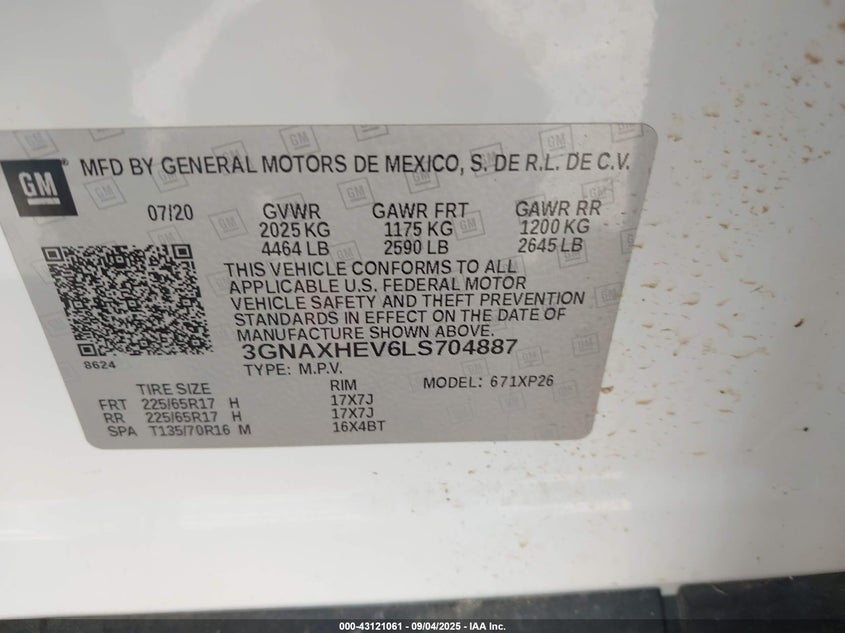 GM
MFD BY GENERAL MOTORS DE MEXICO, S. DE R.L. DE C.V.
07/20 GVWR GAWR FRT GAWR RR
2025 KG 1175 KG 1200 KG
4464 LB 2590 LB 2645 LB
THIS VEHICLE CONFORMS TO ALL
APPLICABLE U.S. FEDERAL MOTOR
VEHICLE SAFETY AND THEFT PREVENTION
STANDARDS IN EFFECT ON THE DATE OF
MANUFACTURE SHOWN ABOVE.
8624
3GNAXHEV6LS704887
TYPE: M.P.V. MODEL: 671XP26
TIRE SIZE RIM
FRT 225/65R17 H 17X7J
RR 225/65R17 H 17X7J
SPA T135/70R16 M 16X4BT
000-43121061 - 09/04/2025 - IAA Inc.